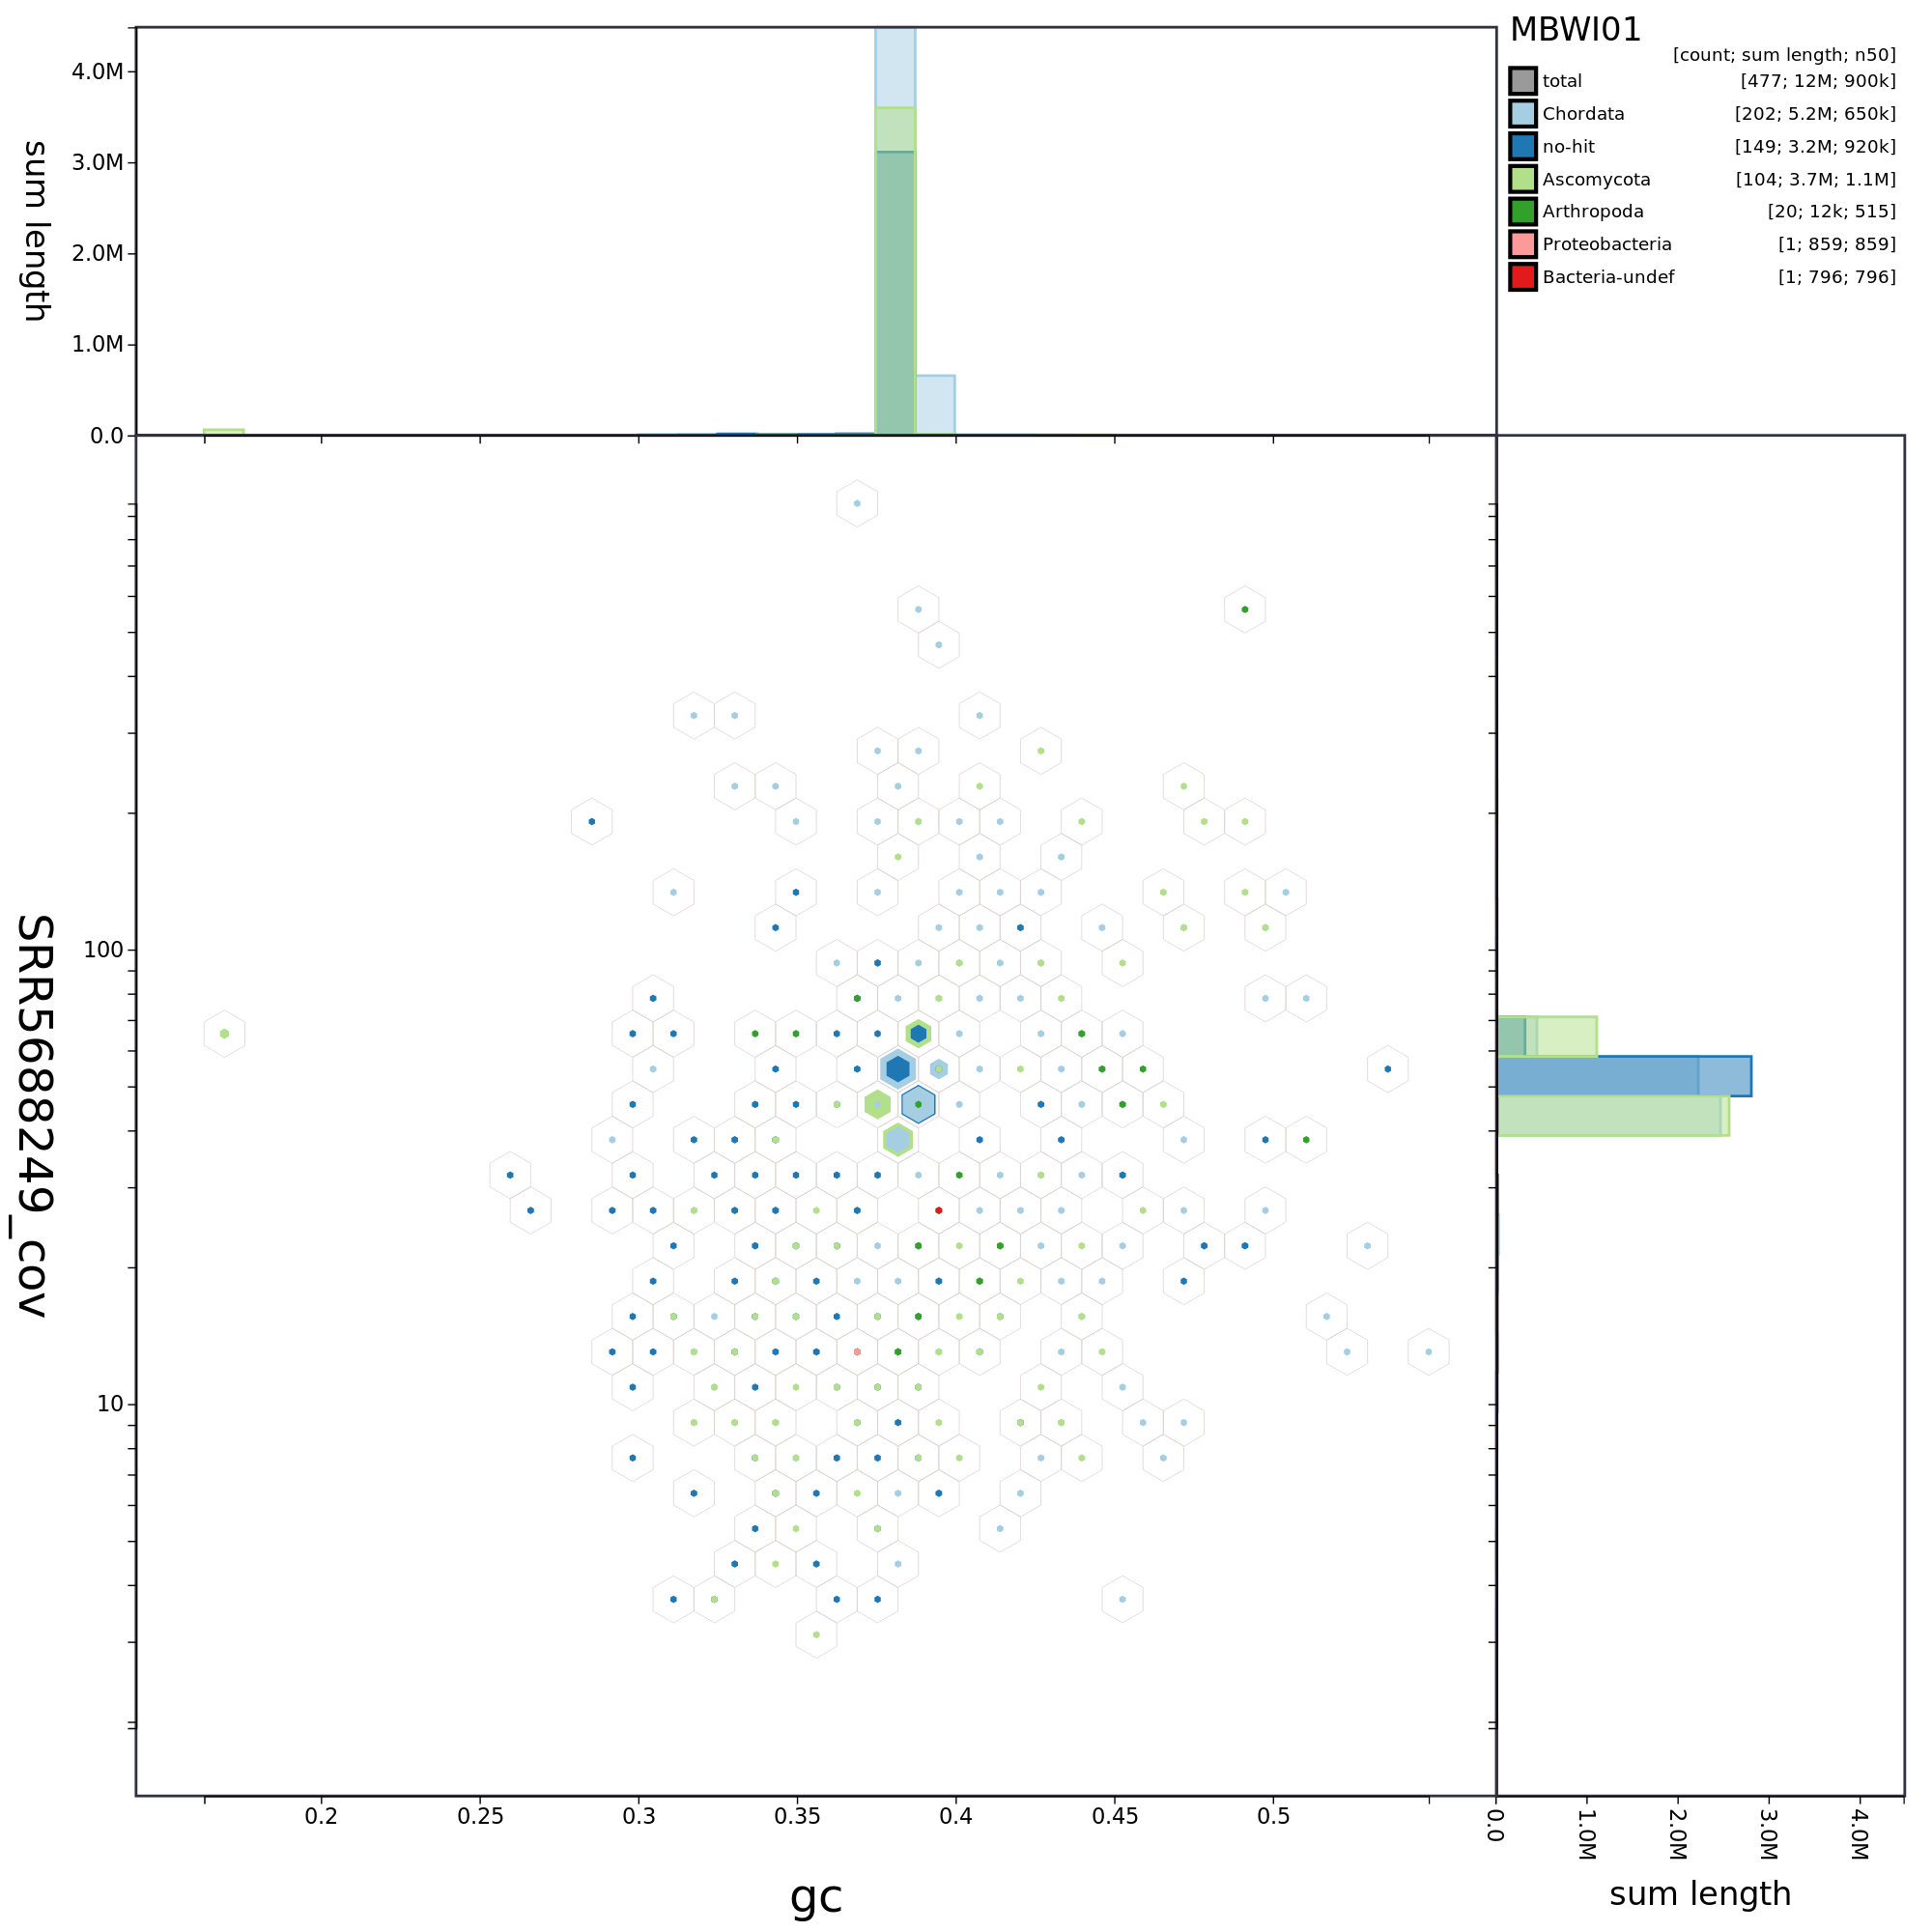 MBWI01
[count; sum length; n50]
total [477; 12M; 900k]
Chordata [202; 5.2M; 650k]
no-hit [149; 3.2M; 920k]
Ascomycota [104; 3.7M; 1.1M]
Arthropoda [20; 12k; 515]
Proteobacteria [1; 859; 859]
Bacteria-undef [1; 796; 796]
sum length
4.0M
3.0M
2.0M
1.0M
0.0
SRR5688249_cov
100
10
0.2 0.25 0.3 0.35 0.4 0.45 0.5
gc
0.0 1.0M 2.0M 3.0M 4.0M
sum length